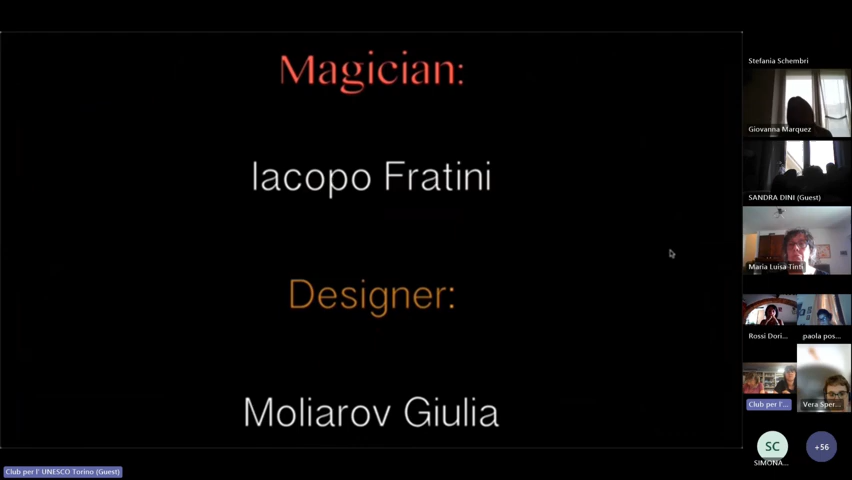 Magician:
Iacopo Fratini
Designer:
Moliarov Giulia
Stefania Schembri
Giovanna Marquez
SANDRA DINI (Guest)
Maria Luisa Tinti
Rossi Dori...
paola pos...
Club per l'...
Vera Sper...
SC
SIMONA...
+56
Club per l' UNESCO Torino (Guest)